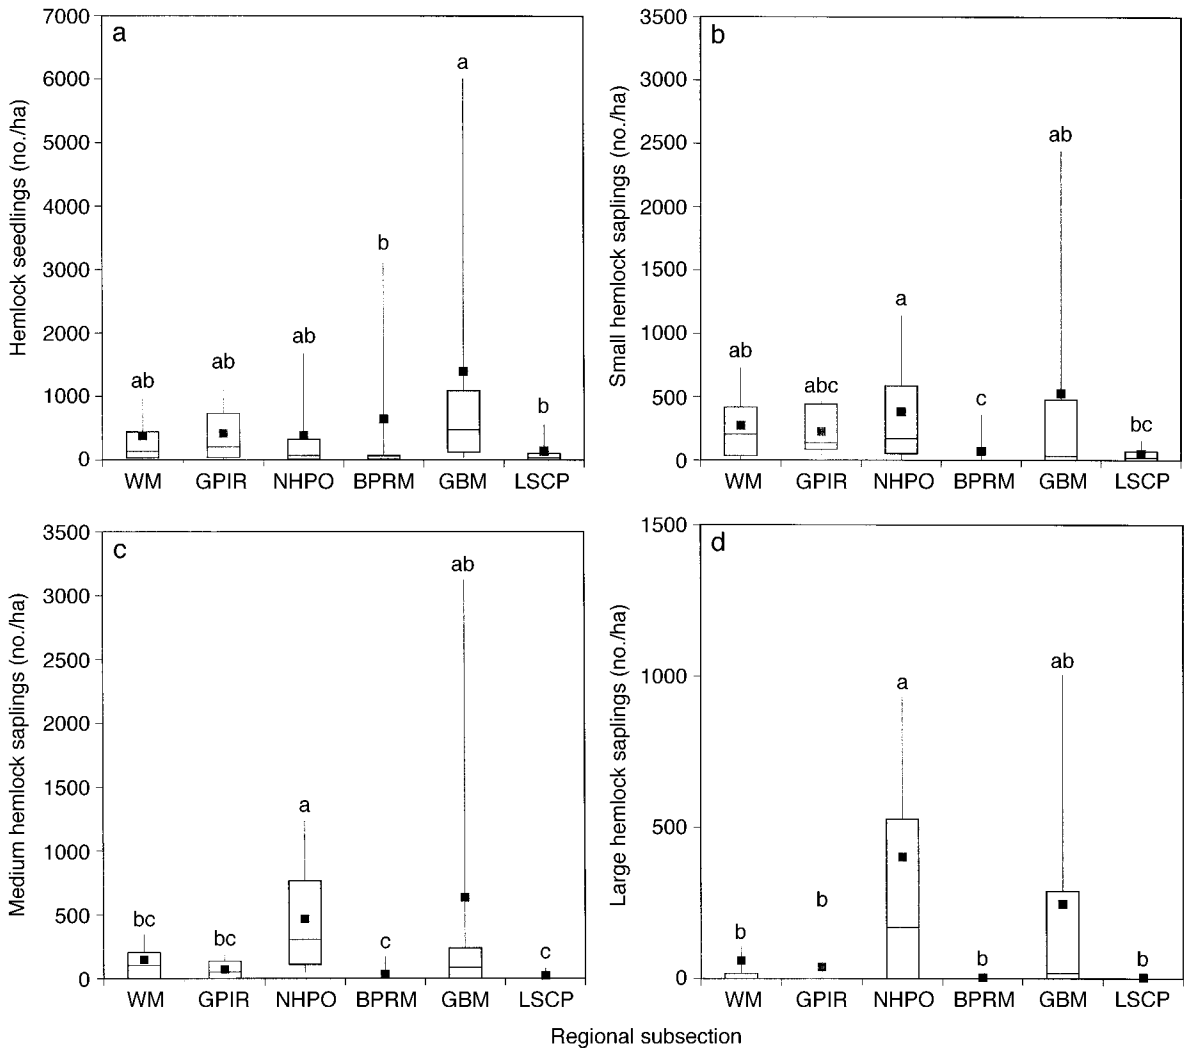 a
Hemlock seedlings (no./ha)
7000
6000
5000
4000
3000
2000
1000
0
ab
ab
ab
b
a
b
WM GPIR NHPO BPRM GBM LSCP
b
Small hemlock saplings (no./ha)
3500
3000
2500
2000
1500
1000
500
0
ab
abc
a
c
ab
bc
WM GPIR NHPO BPRM GBM LSCP
c
Medium hemlock saplings (no./ha)
3500
3000
2500
2000
1500
1000
500
0
bc
bc
a
c
ab
c
WM GPIR NHPO BPRM GBM LSCP
d
Large hemlock saplings (no./ha)
1500
1000
500
0
b
b
a
b
ab
b
WM GPIR NHPO BPRM GBM LSCP
Regional subsection